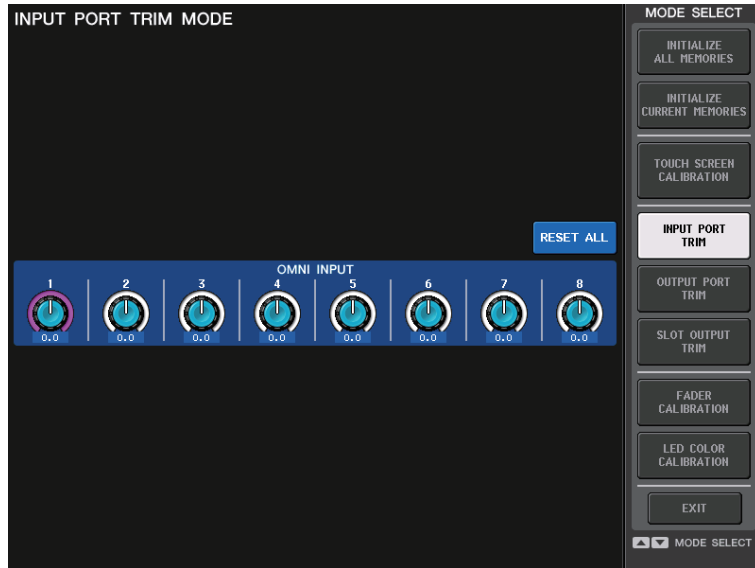 INPUT PORT TRIM MODE
RESET ALL
OMNI INPUT
1 2 3 4 5 6 7 8
0.0 0.0 0.0 0.0 0.0 0.0 0.0 0.0
MODE SELECT
INITIALIZE
ALL MEMORIES
INITIALIZE
CURRENT MEMORIES
TOUCH SCREEN
CALIBRATION
INPUT PORT
TRIM
OUTPUT PORT
TRIM
SLOT OUTPUT
TRIM
FADER
CALIBRATION
LED COLOR
CALIBRATION
EXIT
MODE SELECT